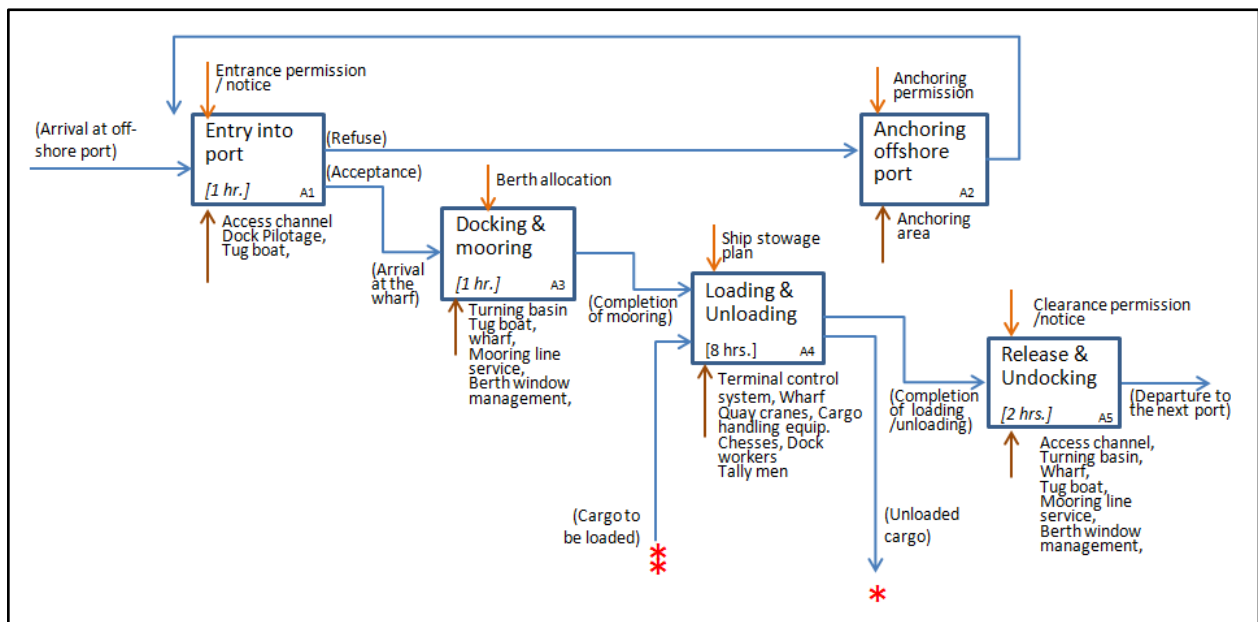 Entrance permission
/ notice
Anchoring
permission
(Arrival at off-
shore port)
Entry into
port
[1 hr.]
A1
(Refuse)
(Acceptance)
Anchoring
offshore
port
A2
Access channel
Dock Pilotage,
Tug boat,
Berth allocation
Anchoring
area
Docking &
mooring
[1 hr.]
A3
(Arrival
at the
wharf)
Ship stowage
plan
(Completion
of mooring)
Loading &
Unloading
[8 hrs.]
A4
Turning basin
Tug boat,
wharf,
Mooring line
service,
Berth window
management,
Clearance permission
/notice
Release &
Undocking
[2 hrs.]
A5
(Departure to
the next port)
Terminal control
system, Wharf
Quay cranes, Cargo
handling equip.
Chesses, Dock
workers
Tally men
(Completion
of loading
/unloading)
Access channel,
Turning basin,
Wharf,
Tug boat,
Mooring line
service,
Berth window
management,
(Cargo to
be loaded)
**
(Unloaded
cargo)
*